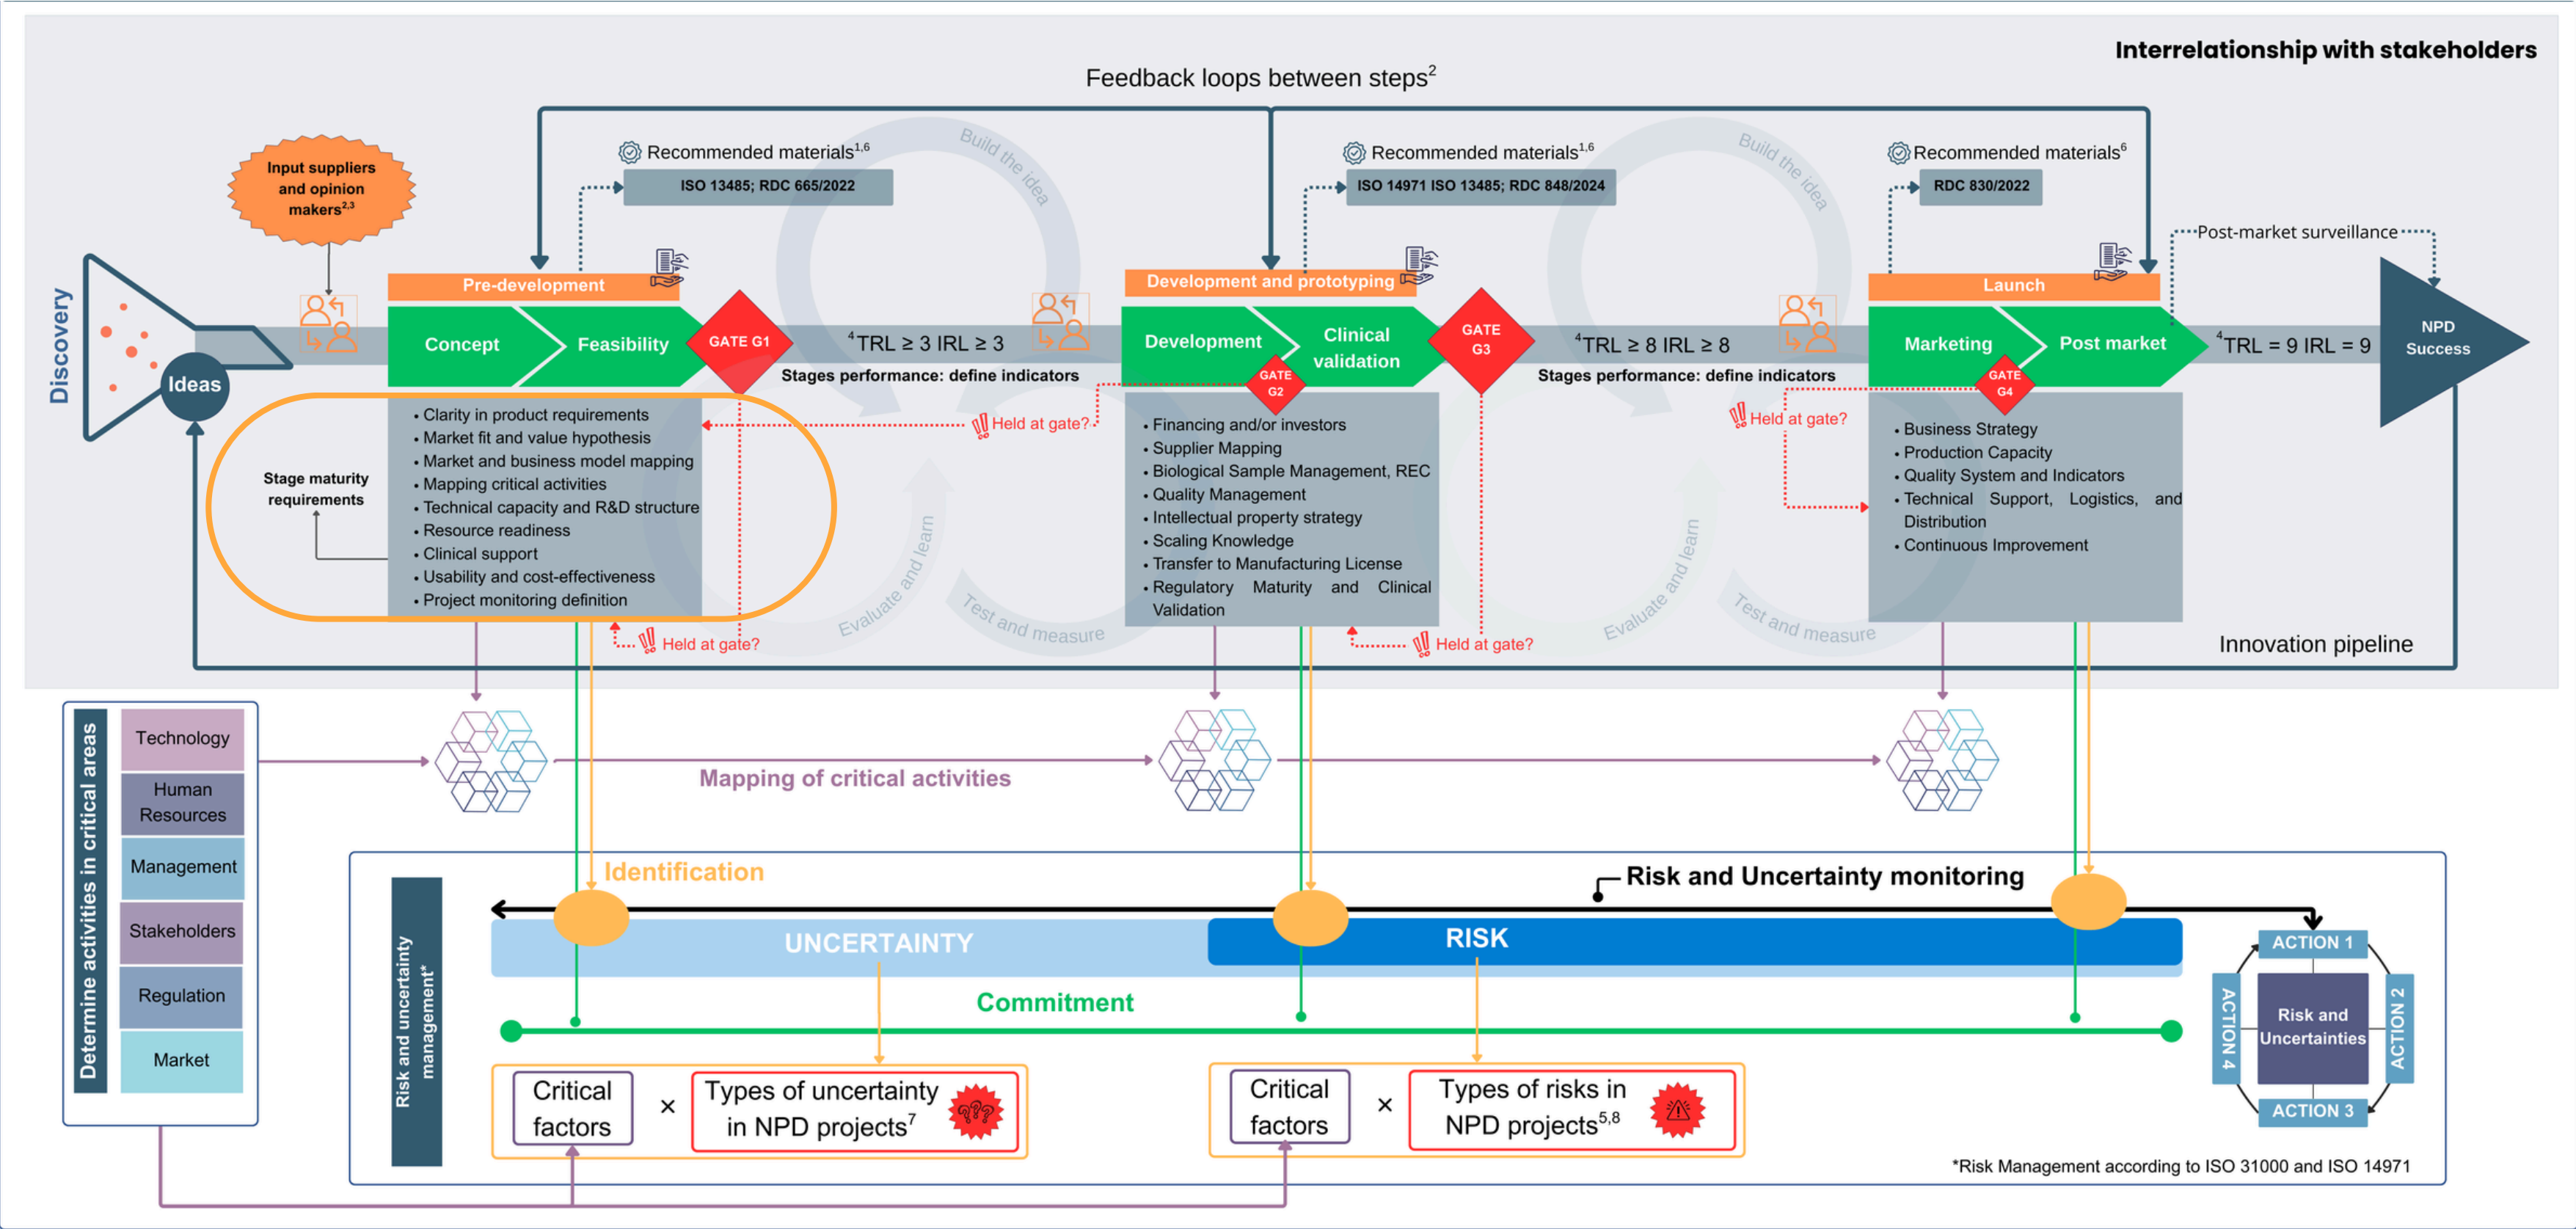 Interrelationship with stakeholders
Feedback loops between steps2
Input suppliers
and opinion
makers2,3
Recommended materials1,6
ISO 13485; RDC 665/2022
Build the idea
Recommended materials1,6
ISO 14971 ISO 13485; RDC 848/2024
Build the idea
Recommended materials6
RDC 830/2022
Post-market surveillance
Discovery
Ideas
Pre-development
Concept
Feasibility
GATE G1
4TRL ≥ 3 IRL ≥ 3
Stages performance: define indicators
Development and prototyping
Development
Clinical
validation
GATE
G2
GATE
G3
4TRL ≥ 8 IRL ≥ 8
Stages performance: define indicators
Launch
Marketing
Post market
GATE
G4
4TRL = 9 IRL = 9
NPD
Success
Stage maturity
requirements
• Clarity in product requirements
• Market fit and value hypothesis
• Market and business model mapping
• Mapping critical activities
• Technical capacity and R&D structure
• Resource readiness
• Clinical support
• Usability and cost-effectiveness
• Project monitoring definition
Held at gate?
Held at gate?
Evaluate and learn
Test and measure
• Financing and/or investors
• Supplier Mapping
• Biological Sample Management, REC
• Quality Management
• Intellectual property strategy
• Scaling Knowledge
• Transfer to Manufacturing License
• Regulatory Maturity and Clinical
Validation
Held at gate?
Held at gate?
Evaluate and learn
Test and measure
• Business Strategy
• Production Capacity
• Quality System and Indicators
• Technical Support, Logistics, and
Distribution
• Continuous Improvement
Innovation pipeline
Determine activities in critical areas
Technology
Human
Resources
Management
Stakeholders
Regulation
Market
Mapping of critical activities
Risk and uncertainty
management*
Identification
Risk and Uncertainty monitoring
UNCERTAINTY
RISK
Commitment
Critical
factors
×
Types of uncertainty
in NPD projects7
???
Critical
factors
×
Types of risks in
NPD projects5,8
ACTION 1
ACTION 2
ACTION 3
ACTION 4
Risk and
Uncertainties
*Risk Management according to ISO 31000 and ISO 14971